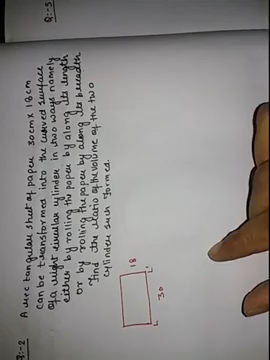 Q:-5
A rectangular sheet of paper 30cm x 18cm
can be transformed into the curved surface
of a right circular cylinder in two ways namely
either by rolling the paper by along its length
or by rolling the paper by along its breadth
find the ratio of the volume of the two
cylinder such formed.
18
30
L
L